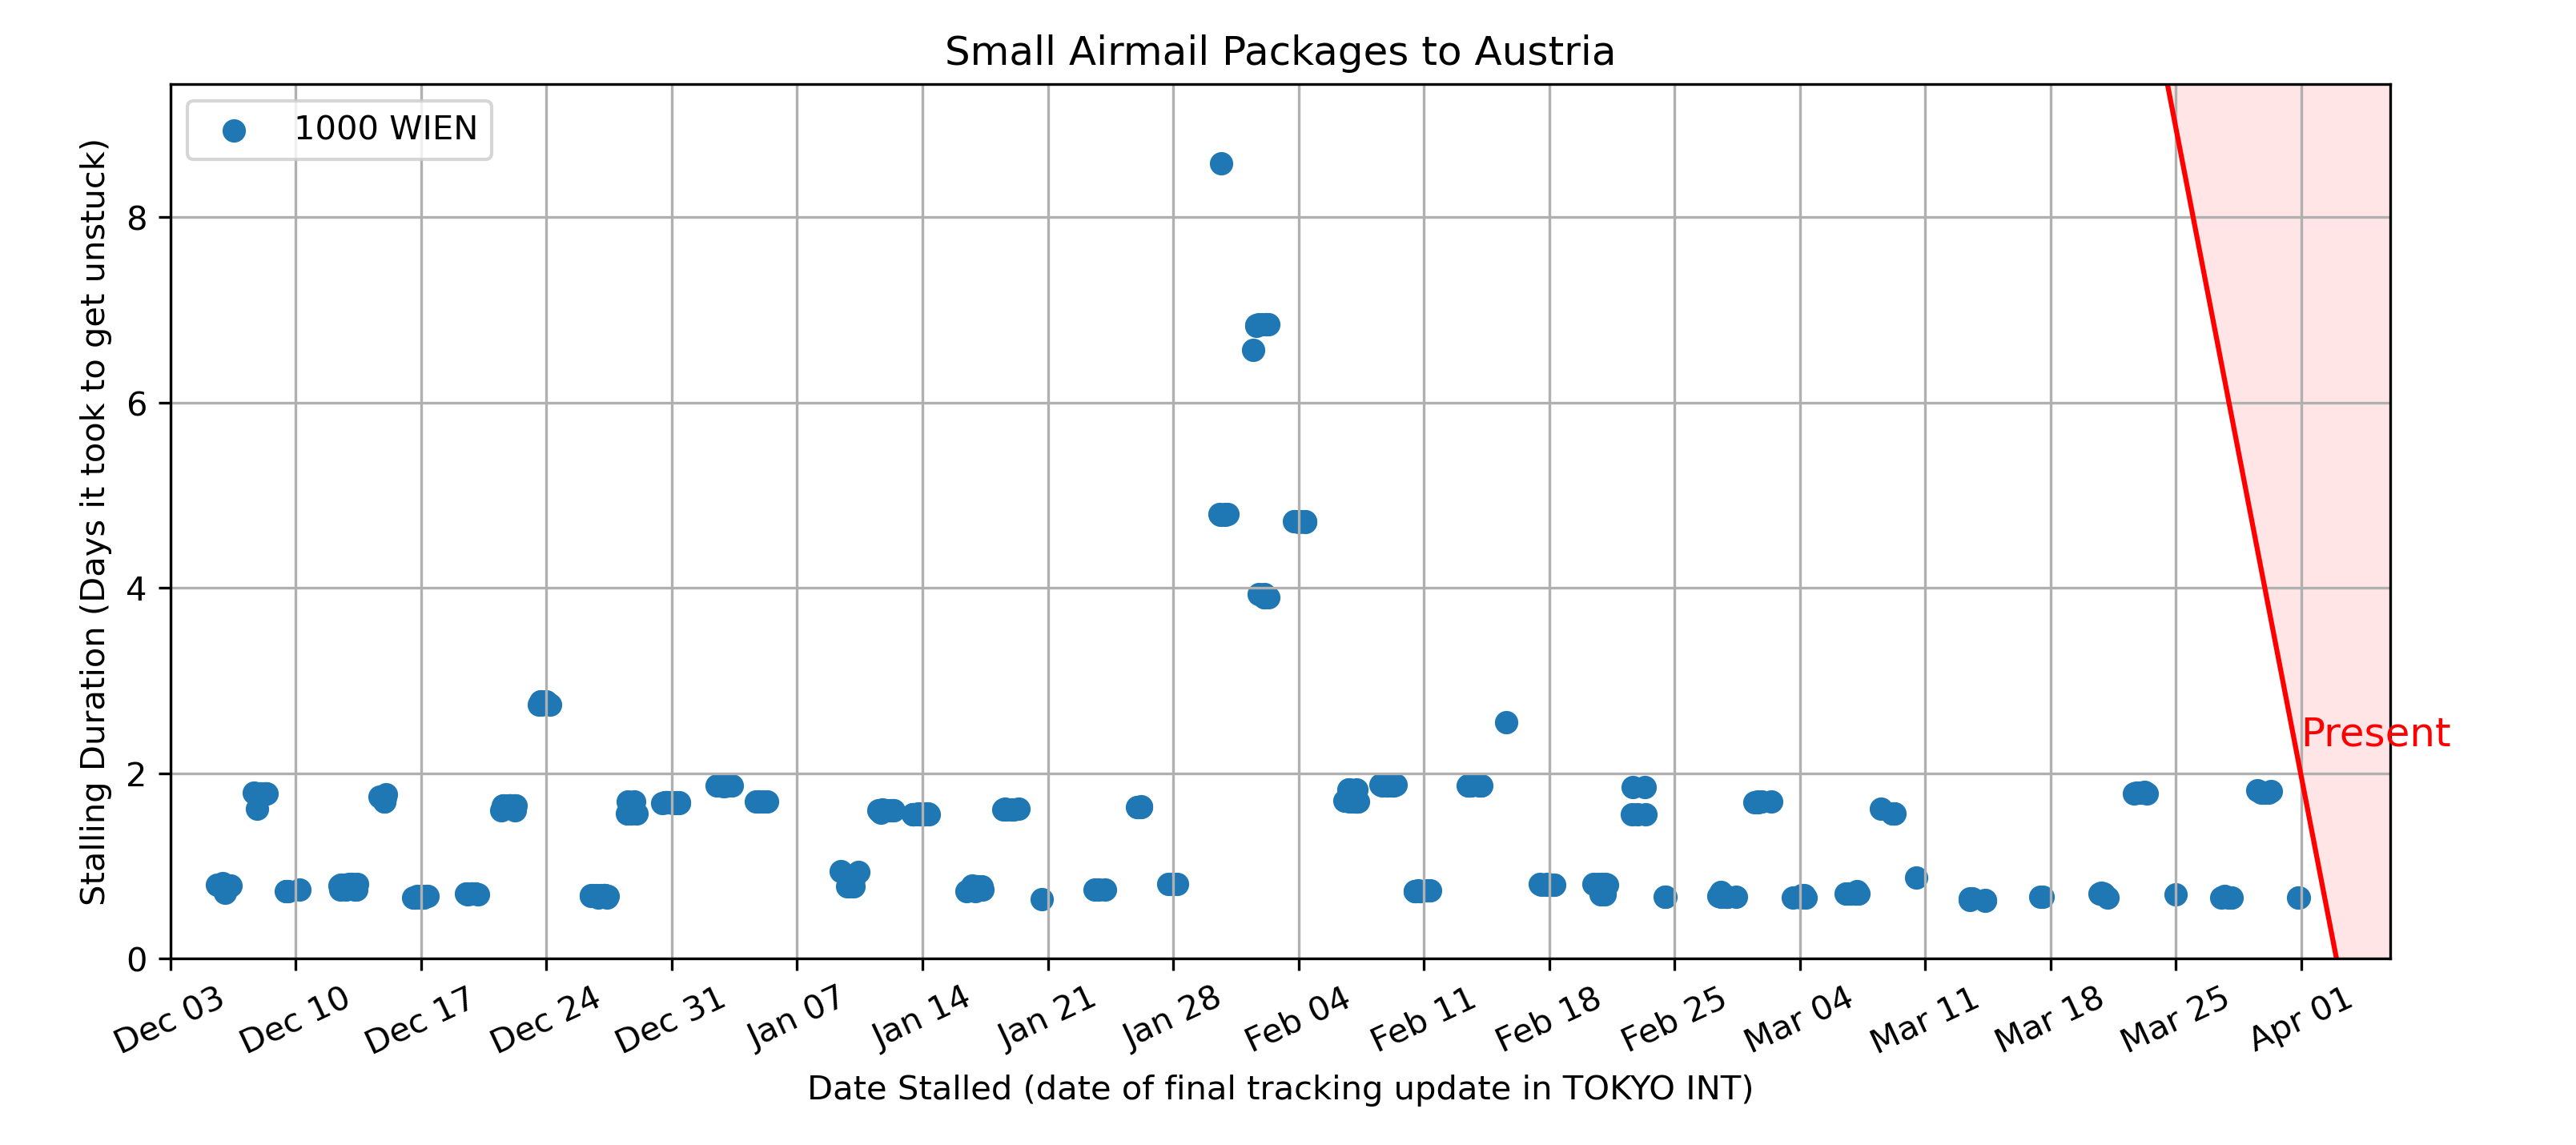 Small Airmail Packages to Austria
1000 WIEN
Stalling Duration (Days it took to get unstuck)
8
6
4
2
0
Present
Dec 03
Dec 10
Dec 17
Dec 24
Dec 31
Jan 07
Jan 14
Jan 21
Jan 28
Feb 04
Feb 11
Feb 18
Feb 25
Mar 04
Mar 11
Mar 18
Mar 25
Apr 01
Date Stalled (date of final tracking update in TOKYO INT)